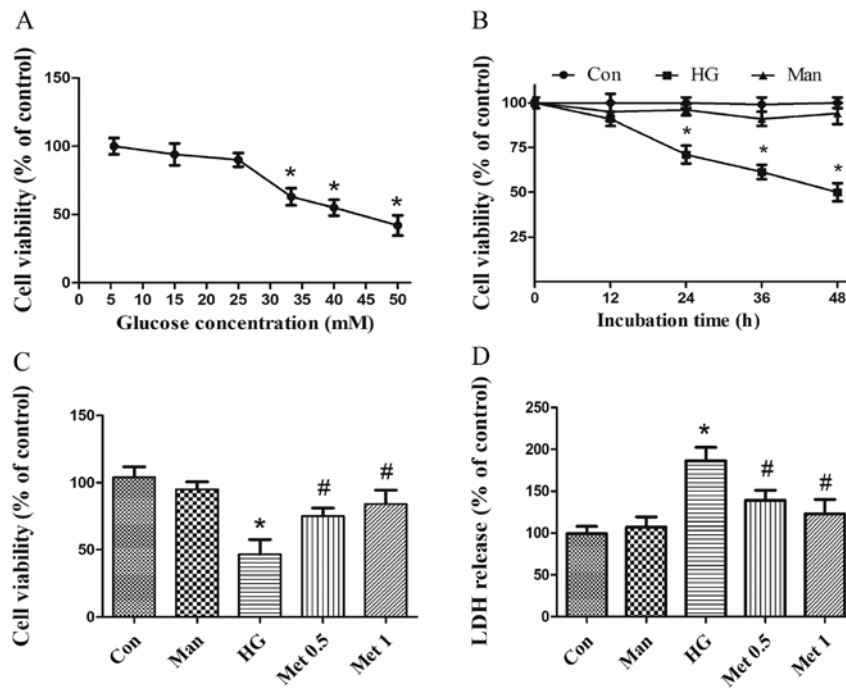 A
Cell viability (% of control)
150
100
50
0
0 5 10 15 20 25 30 35 40 45 50
Glucose concentration (mM)
*
*
*
B
Con HG Man
Cell viability (% of control)
100
75
50
25
0 12 24 36 48
Incubation time (h)
*
*
*
C
Cell viability (% of control)
150
100
50
0
*
#
#
Con Man HG Met 0.5 Met 1
D
LDH release (% of control)
250
200
150
100
50
0
*
#
#
Con Man HG Met 0.5 Met 1